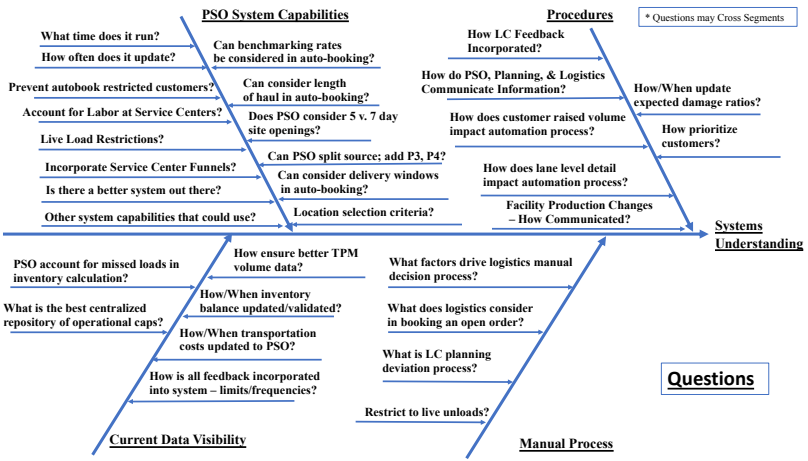 PSO System Capabilities
Procedures
* Questions may Cross Segments
What time does it run?
How often does it update?
Prevent autobook restricted customers?
Account for Labor at Service Centers?
Live Load Restrictions?
Incorporate Service Center Funnels?
Is there a better system out there?
Other system capabilities that could use?
Can benchmarking rates
be considered in auto-booking?
Can consider length
of haul in auto-booking?
Does PSO consider 5 v. 7 day
site openings?
Can PSO split source; add P3, P4?
Can consider delivery windows
in auto-booking?
Location selection criteria?
How LC Feedback
Incorporated?
How do PSO, Planning, & Logistics
Communicate Information?
How does customer raised volume
impact automation process?
How does lane level detail
impact automation process?
Facility Production Changes
– How Communicated?
How/When update
expected damage ratios?
How prioritize
customers?
Systems
Understanding
PSO account for missed loads in
inventory calculation?
What is the best centralized
repository of operational caps?
How ensure better TPM
volume data?
How/When inventory
balance updated/validated?
How/When transportation
costs updated to PSO?
How is all feedback incorporated
into system – limits/frequencies?
Current Data Visibility
What factors drive logistics manual
decision process?
What does logistics consider
in booking an open order?
What is LC planning
deviation process?
Restrict to live unloads?
Manual Process
Questions